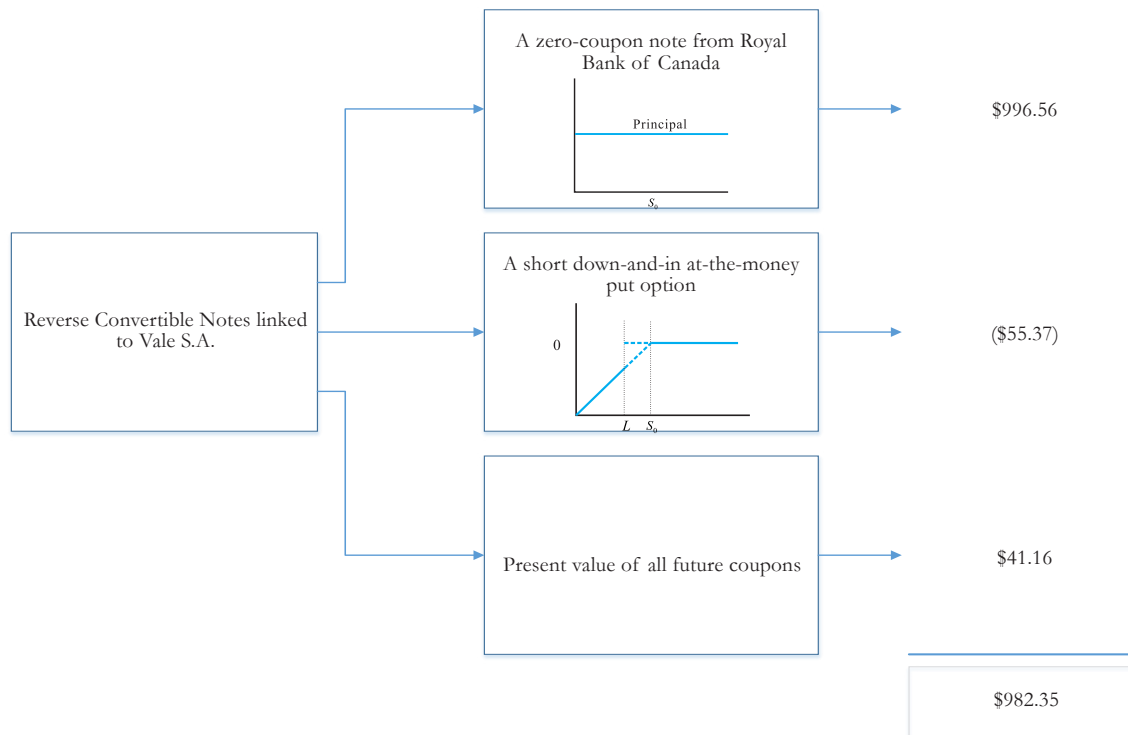 A zero-coupon note from Royal
Bank of Canada
Principal
S₀
$996.56
Reverse Convertible Notes linked
to Vale S.A.
A short down-and-in at-the-money
put option
0
L S₀
($55.37)
Present value of all future coupons
$41.16
$982.35